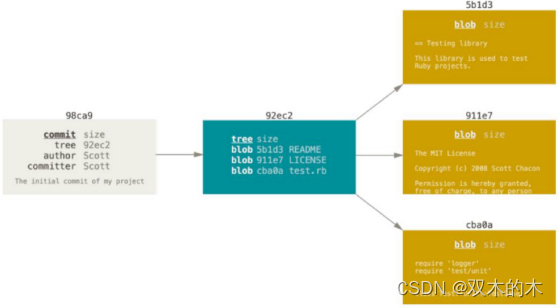 98ca9
commit size
tree 92ec2
author Scott
committer Scott
The initial commit of my project
92ec2
tree size
blob 5b1d3 README
blob 911e7 LICENSE
blob cba0a test.rb
5b1d3
blob size
== Testing library
This library is used to test
Ruby projects.
911e7
blob size
The MIT License
Copyright (c) 2008 Scott Chacon
Permission is hereby granted,
free of charge, to any person
cba0a
blob size
require 'logger'
require 'test/unit'
CSDN @双木的木